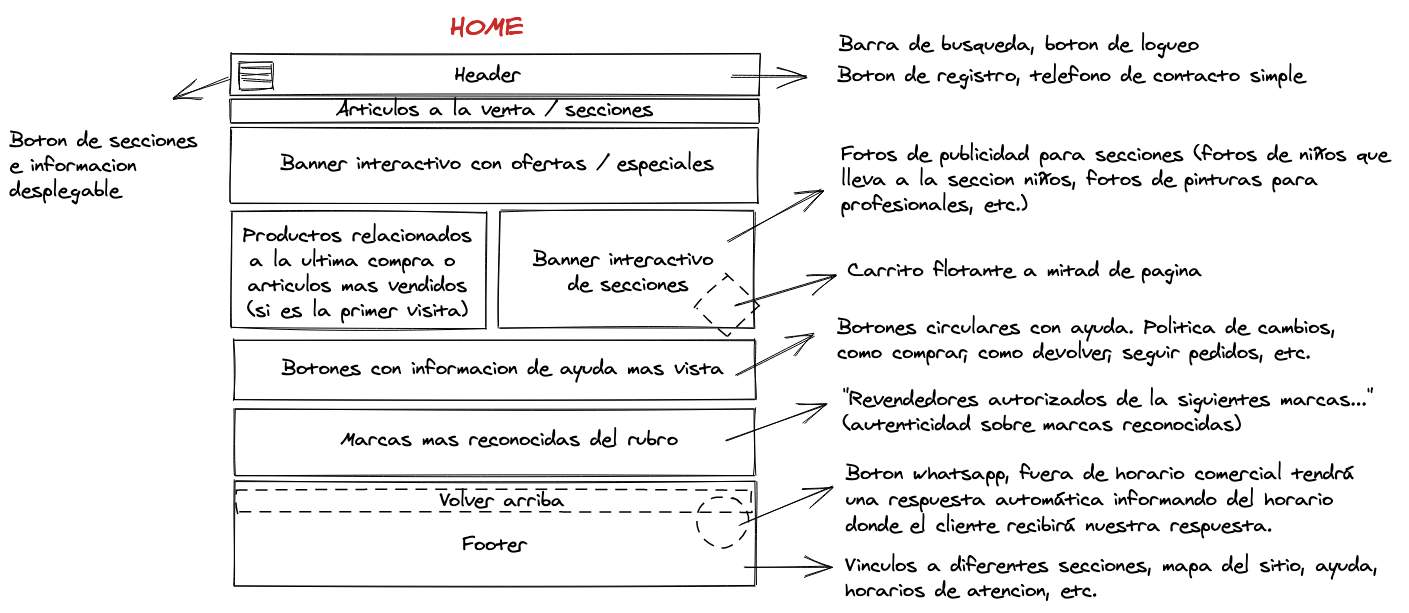 HOME
Header
Barra de busqueda, boton de logueo
Boton de registro, telefono de contacto simple
Articulos a la venta / secciones
Boton de secciones
e informacion
desplegable
Banner interactivo con ofertas / especiales
Fotos de publicidad para secciones (fotos de niños que
lleva a la seccion niños, fotos de pinturas para
profesionales, etc.)
Productos relacionados
a la ultima compra o
articulos mas vendidos
(si es la primer visita)
Banner interactivo
de secciones
Carrito flotante a mitad de pagina
Botones con informacion de ayuda mas vista
Botones circulares con ayuda. Politica de cambios,
como comprar, como devolver, seguir pedidos, etc.
Marcas mas reconocidas del rubro
"Revendedores autorizados de la siguientes marcas..."
(autenticidad sobre marcas reconocidas)
Volver arriba
Boton whatsapp, fuera de horario comercial tendrá
una respuesta automática informando del horario
donde el cliente recibirá nuestra respuesta.
Footer
Vinculos a diferentes secciones, mapa del sitio, ayuda,
horarios de atencion, etc.